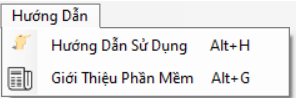 Hướng Dẫn
Hướng Dẫn Sử Dụng Alt+H
Giới Thiệu Phần Mềm Alt+G